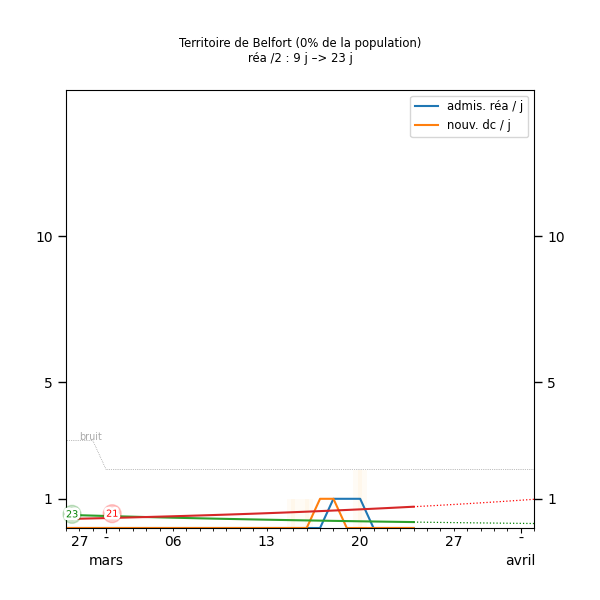 Territoire de Belfort (0% de la population)
réa /2 : 9 j –> 23 j
admis. réa / j
nouv. dc / j
10 10
5 5
bruit
1 1
23 21
27 - 06 13 20 27 -
mars avril